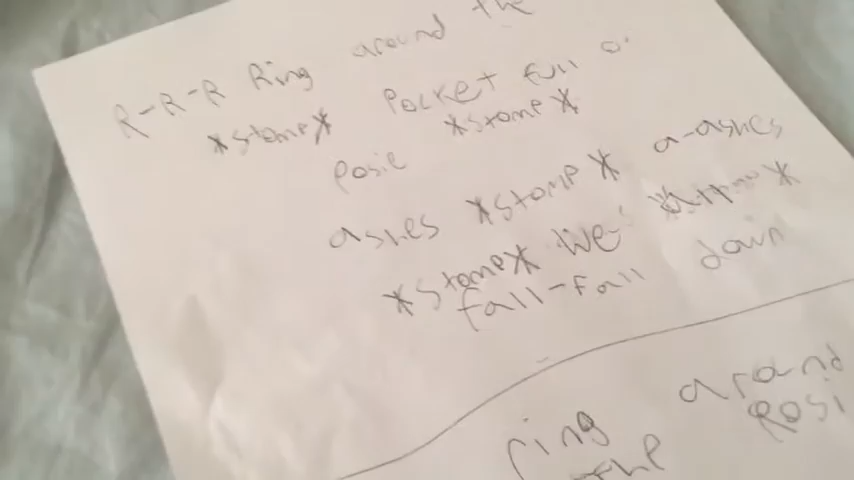 R-R-R Ring around the
*stomp* Pocket full
Posie *stomp*
ashes *stomp* a-ashes
*stomp* We
fall-fall down
ring around
the Rosi